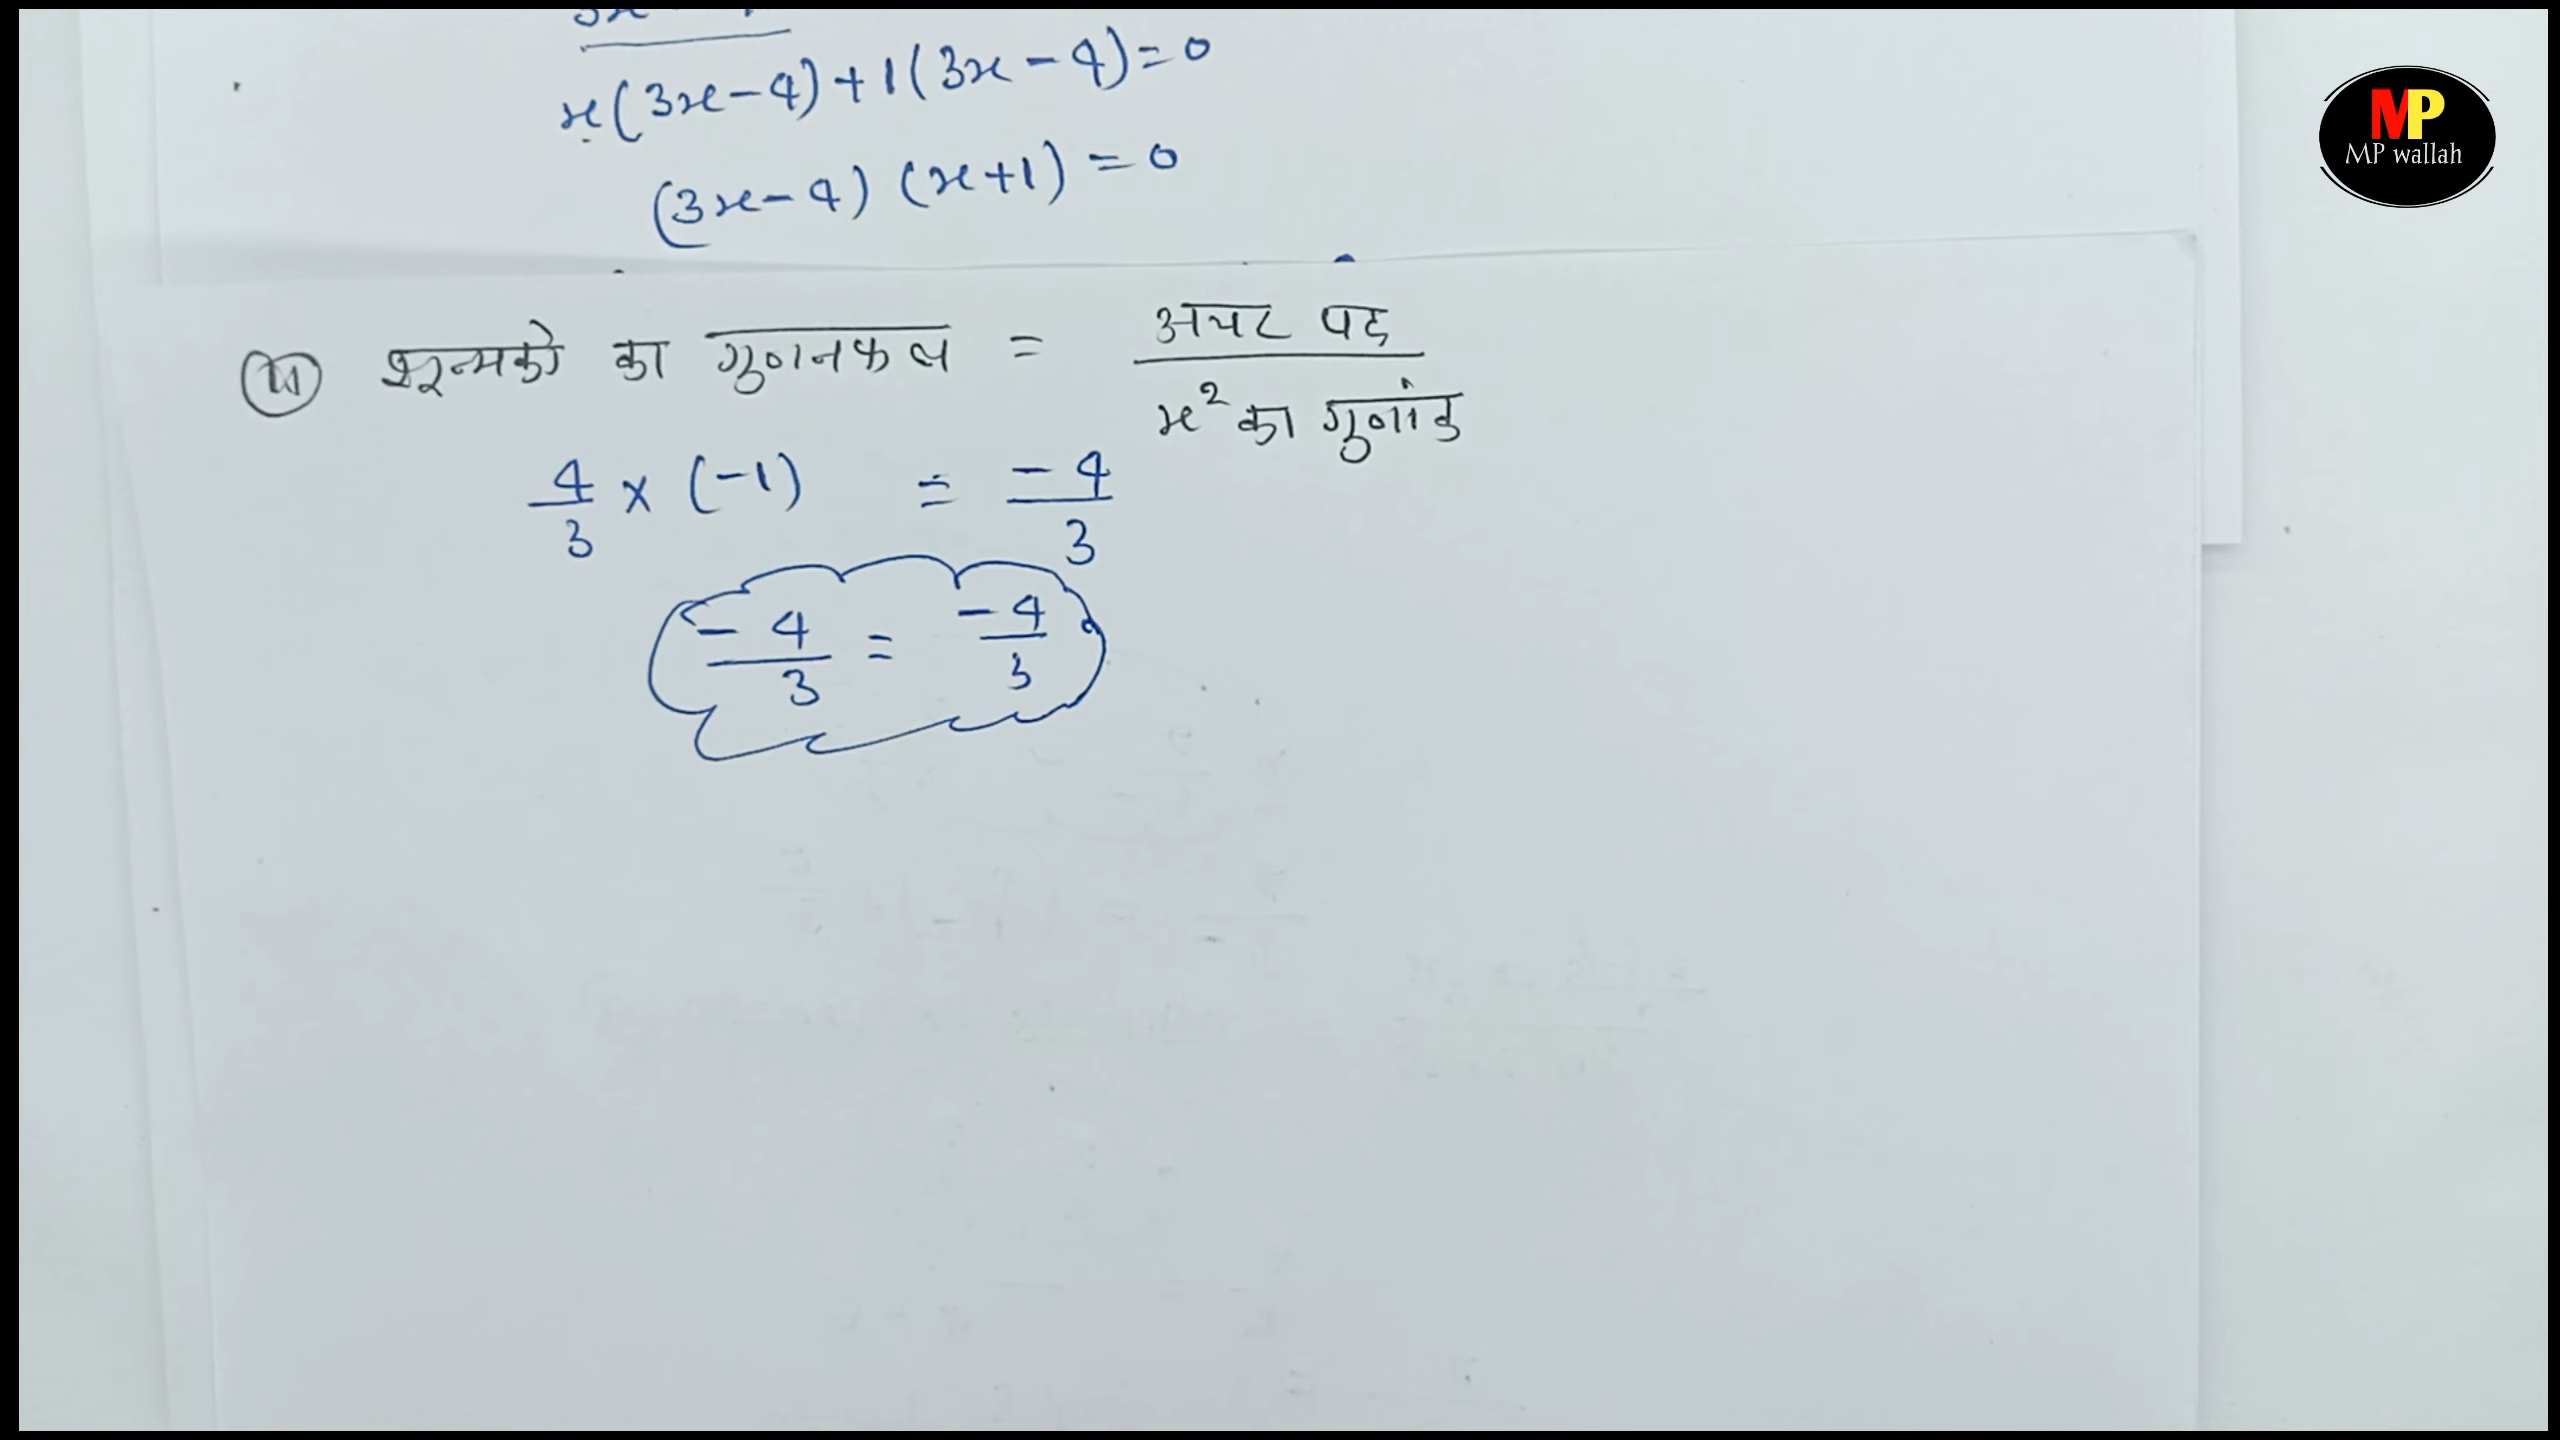 x(3x-4)+1(3x-4)=0
(3x-4) (x+1) = 0
शून्यको का गुणनफल = अचर पद / x² का गुणांक
4/3 × (-1) = -4/3
-4/3 = -4/3
MP
MP wallah